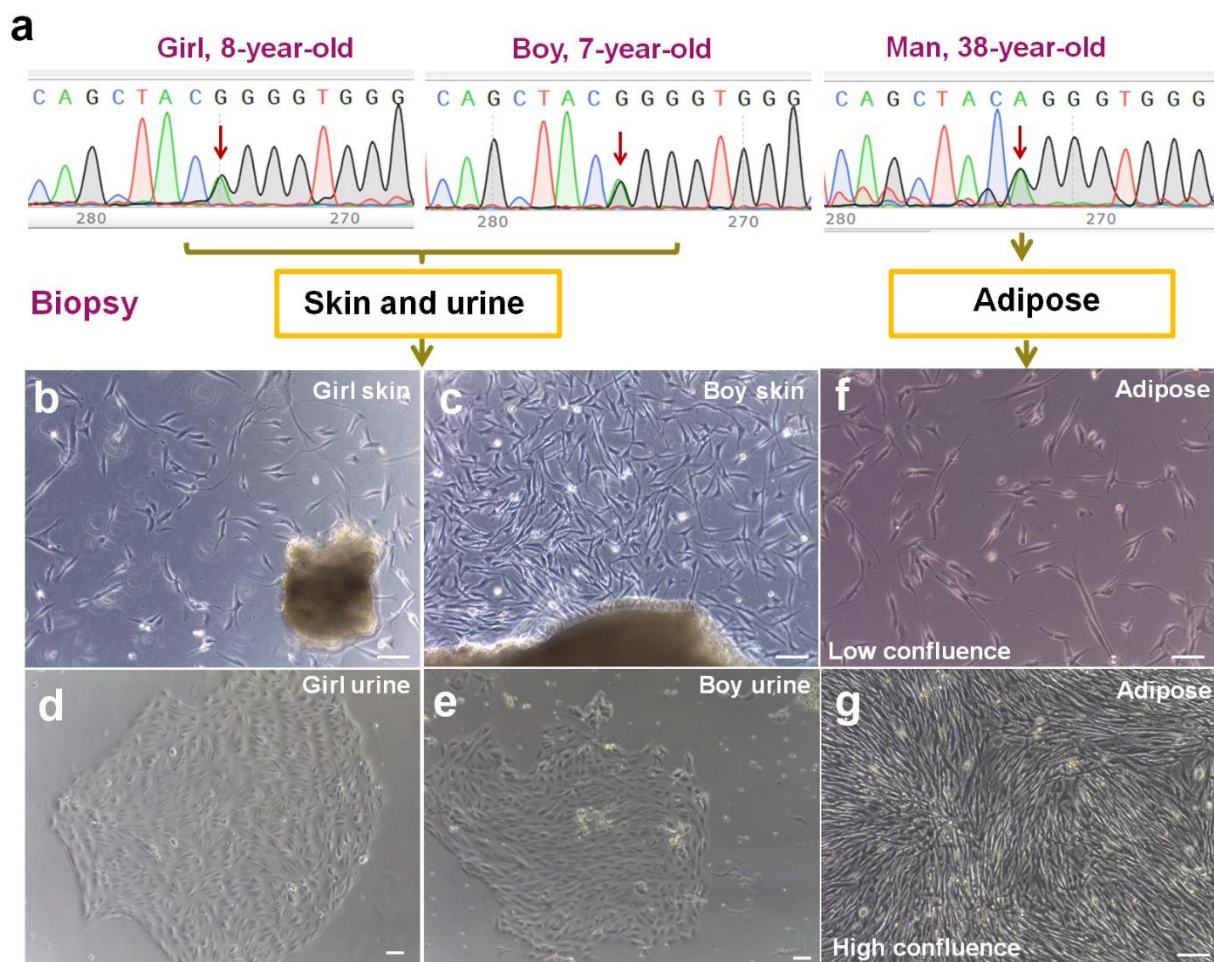 a
Girl, 8-year-old
Boy, 7-year-old
Man, 38-year-old
C A G C T A C G G G G T G G G
C A G C T A C G G G G T G G G
C A G C T A C A G G G T G G G
280 270
280 270
280 270
Biopsy
Skin and urine
Adipose
b Girl skin
c Boy skin
f Adipose
Low confluence
d Girl urine
e Boy urine
g Adipose
High confluence